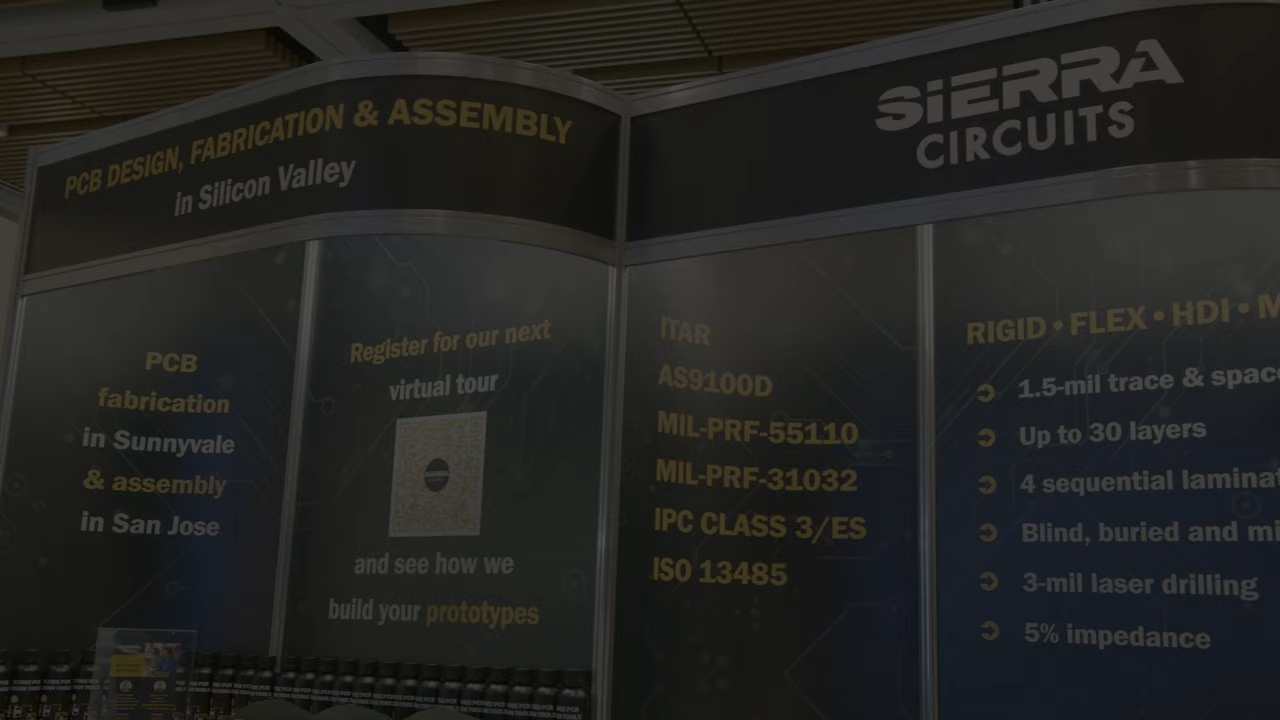 PCB DESIGN, FABRICATION & ASSEMBLY
in Silicon Valley
SIERRA
CIRCUITS
PCB
fabrication
in Sunnyvale
& assembly
in San Jose
Register for our next
virtual tour
and see how we
build your prototypes
ITAR
AS9100D
MIL-PRF-55110
MIL-PRF-31032
IPC CLASS 3/ES
ISO 13485
RIGID • FLEX • HDI •
1.5-mil trace &
Up to 30 layers
4 sequential
Blind, buried and
3-mil laser drilling
5% impedance